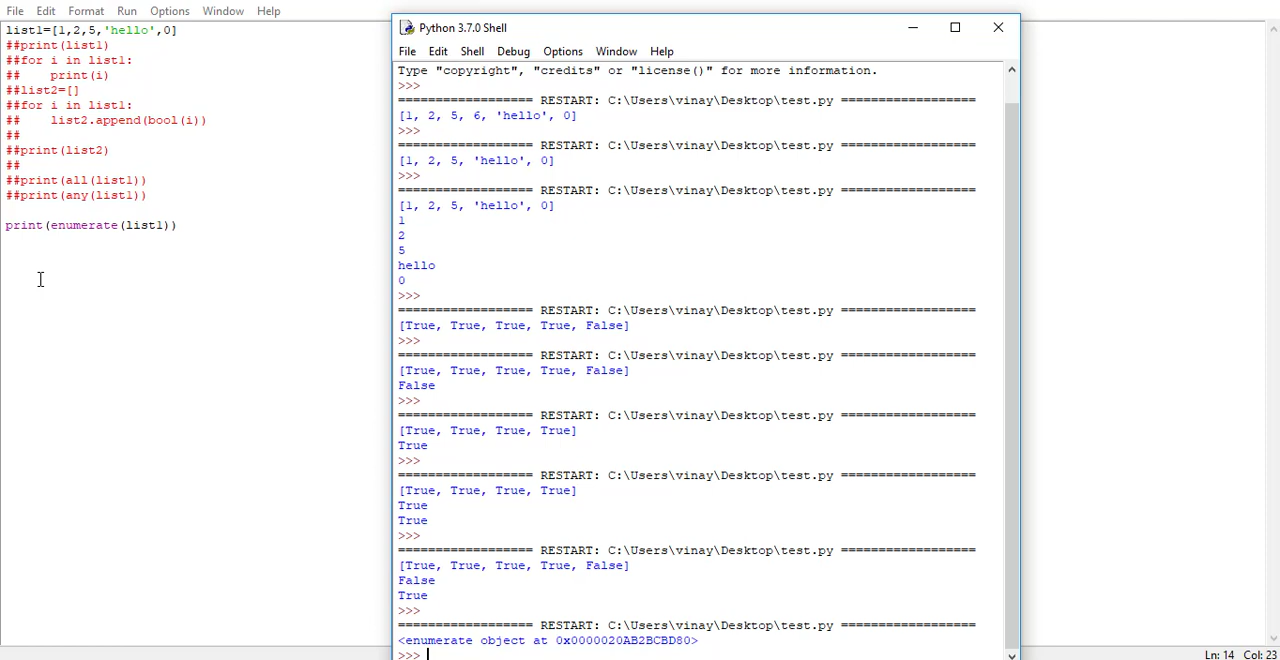 File Edit Format Run Options Window Help
list1=[1,2,5,'hello',0]
##print(list1)
##for i in list1:
##    print(i)
##list2=[]
##for i in list1:
##    list2.append(bool(i))
##
##print(list2)
##
##print(all(list1))
##print(any(list1))
print(enumerate(list1))
Python 3.7.0 Shell
File Edit Shell Debug Options Window Help
Type "copyright", "credits" or "license()" for more information.
>>>
================== RESTART: C:\Users\vinay\Desktop\test.py ==================
[1, 2, 5, 6, 'hello', 0]
>>>
================== RESTART: C:\Users\vinay\Desktop\test.py ==================
[1, 2, 5, 'hello', 0]
>>>
================== RESTART: C:\Users\vinay\Desktop\test.py ==================
[1, 2, 5, 'hello', 0]
1
2
5
hello
0
>>>
================== RESTART: C:\Users\vinay\Desktop\test.py ==================
[True, True, True, True, False]
>>>
================== RESTART: C:\Users\vinay\Desktop\test.py ==================
[True, True, True, True, False]
False
>>>
================== RESTART: C:\Users\vinay\Desktop\test.py ==================
[True, True, True, True]
True
>>>
================== RESTART: C:\Users\vinay\Desktop\test.py ==================
[True, True, True, True]
True
True
>>>
================== RESTART: C:\Users\vinay\Desktop\test.py ==================
[True, True, True, True, False]
False
True
>>>
================== RESTART: C:\Users\vinay\Desktop\test.py ==================
<enumerate object at 0x0000020AB2BCBD80>
>>>
Ln: 14 Col: 23